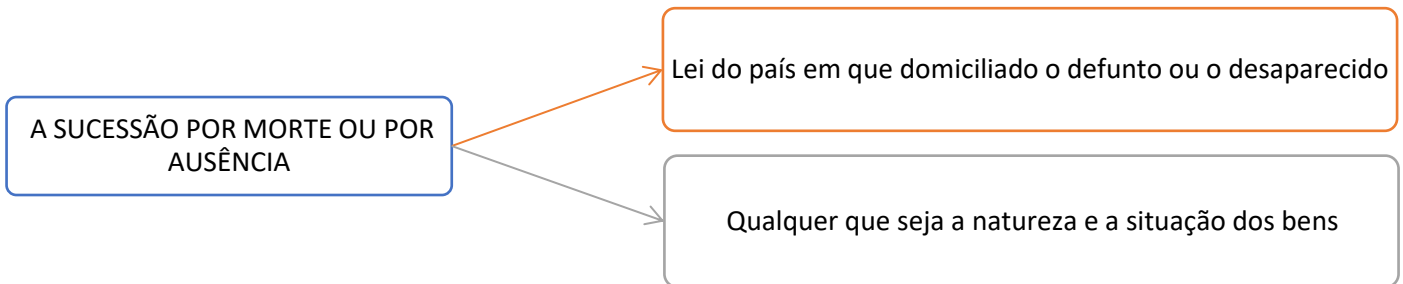 A SUCESSÃO POR MORTE OU POR
AUSÊNCIA
Lei do país em que domiciliado o defunto ou o desaparecido
Qualquer que seja a natureza e a situação dos bens